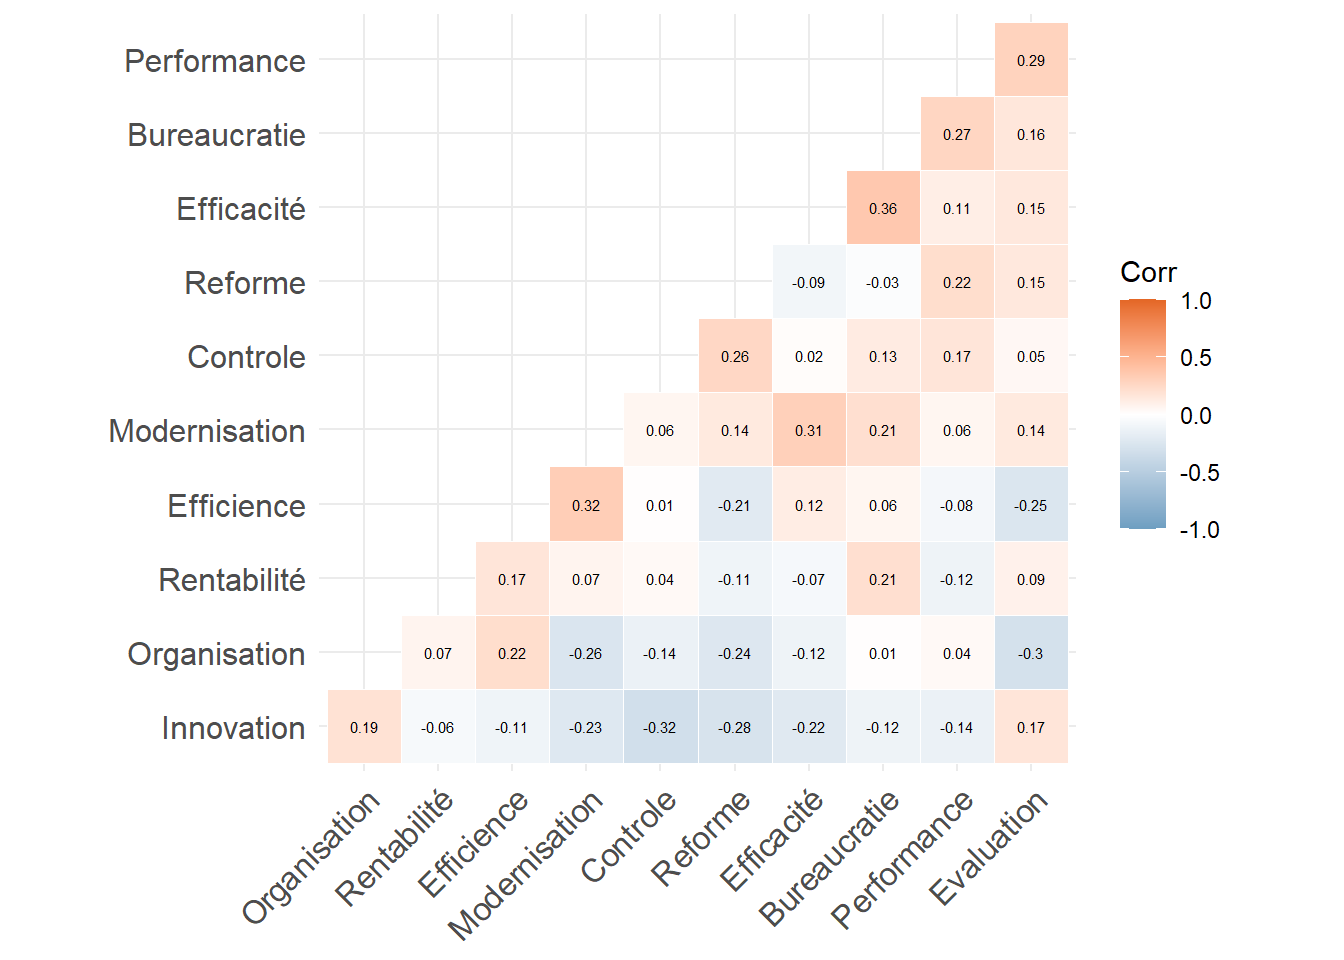 Performance 0.29
Bureaucratie 0.27 0.16
Efficacité 0.36 0.11 0.15
Reforme -0.09 -0.03 0.22 0.15
Controle 0.26 0.02 0.13 0.17 0.05
Modernisation 0.06 0.14 0.31 0.21 0.06 0.14
Efficience 0.32 0.01 -0.21 0.12 0.06 -0.08 -0.25
Rentabilité 0.17 0.07 0.04 -0.11 -0.07 0.21 -0.12 0.09
Organisation 0.07 0.22 -0.26 -0.14 -0.24 -0.12 0.01 0.04 -0.3
Innovation 0.19 -0.06 -0.11 -0.23 -0.32 -0.28 -0.22 -0.12 -0.14 0.17
Organisation
Rentabilité
Efficience
Modernisation
Controle
Reforme
Efficacité
Bureaucratie
Performance
Evaluation
Corr
1.0
0.5
0.0
-0.5
-1.0